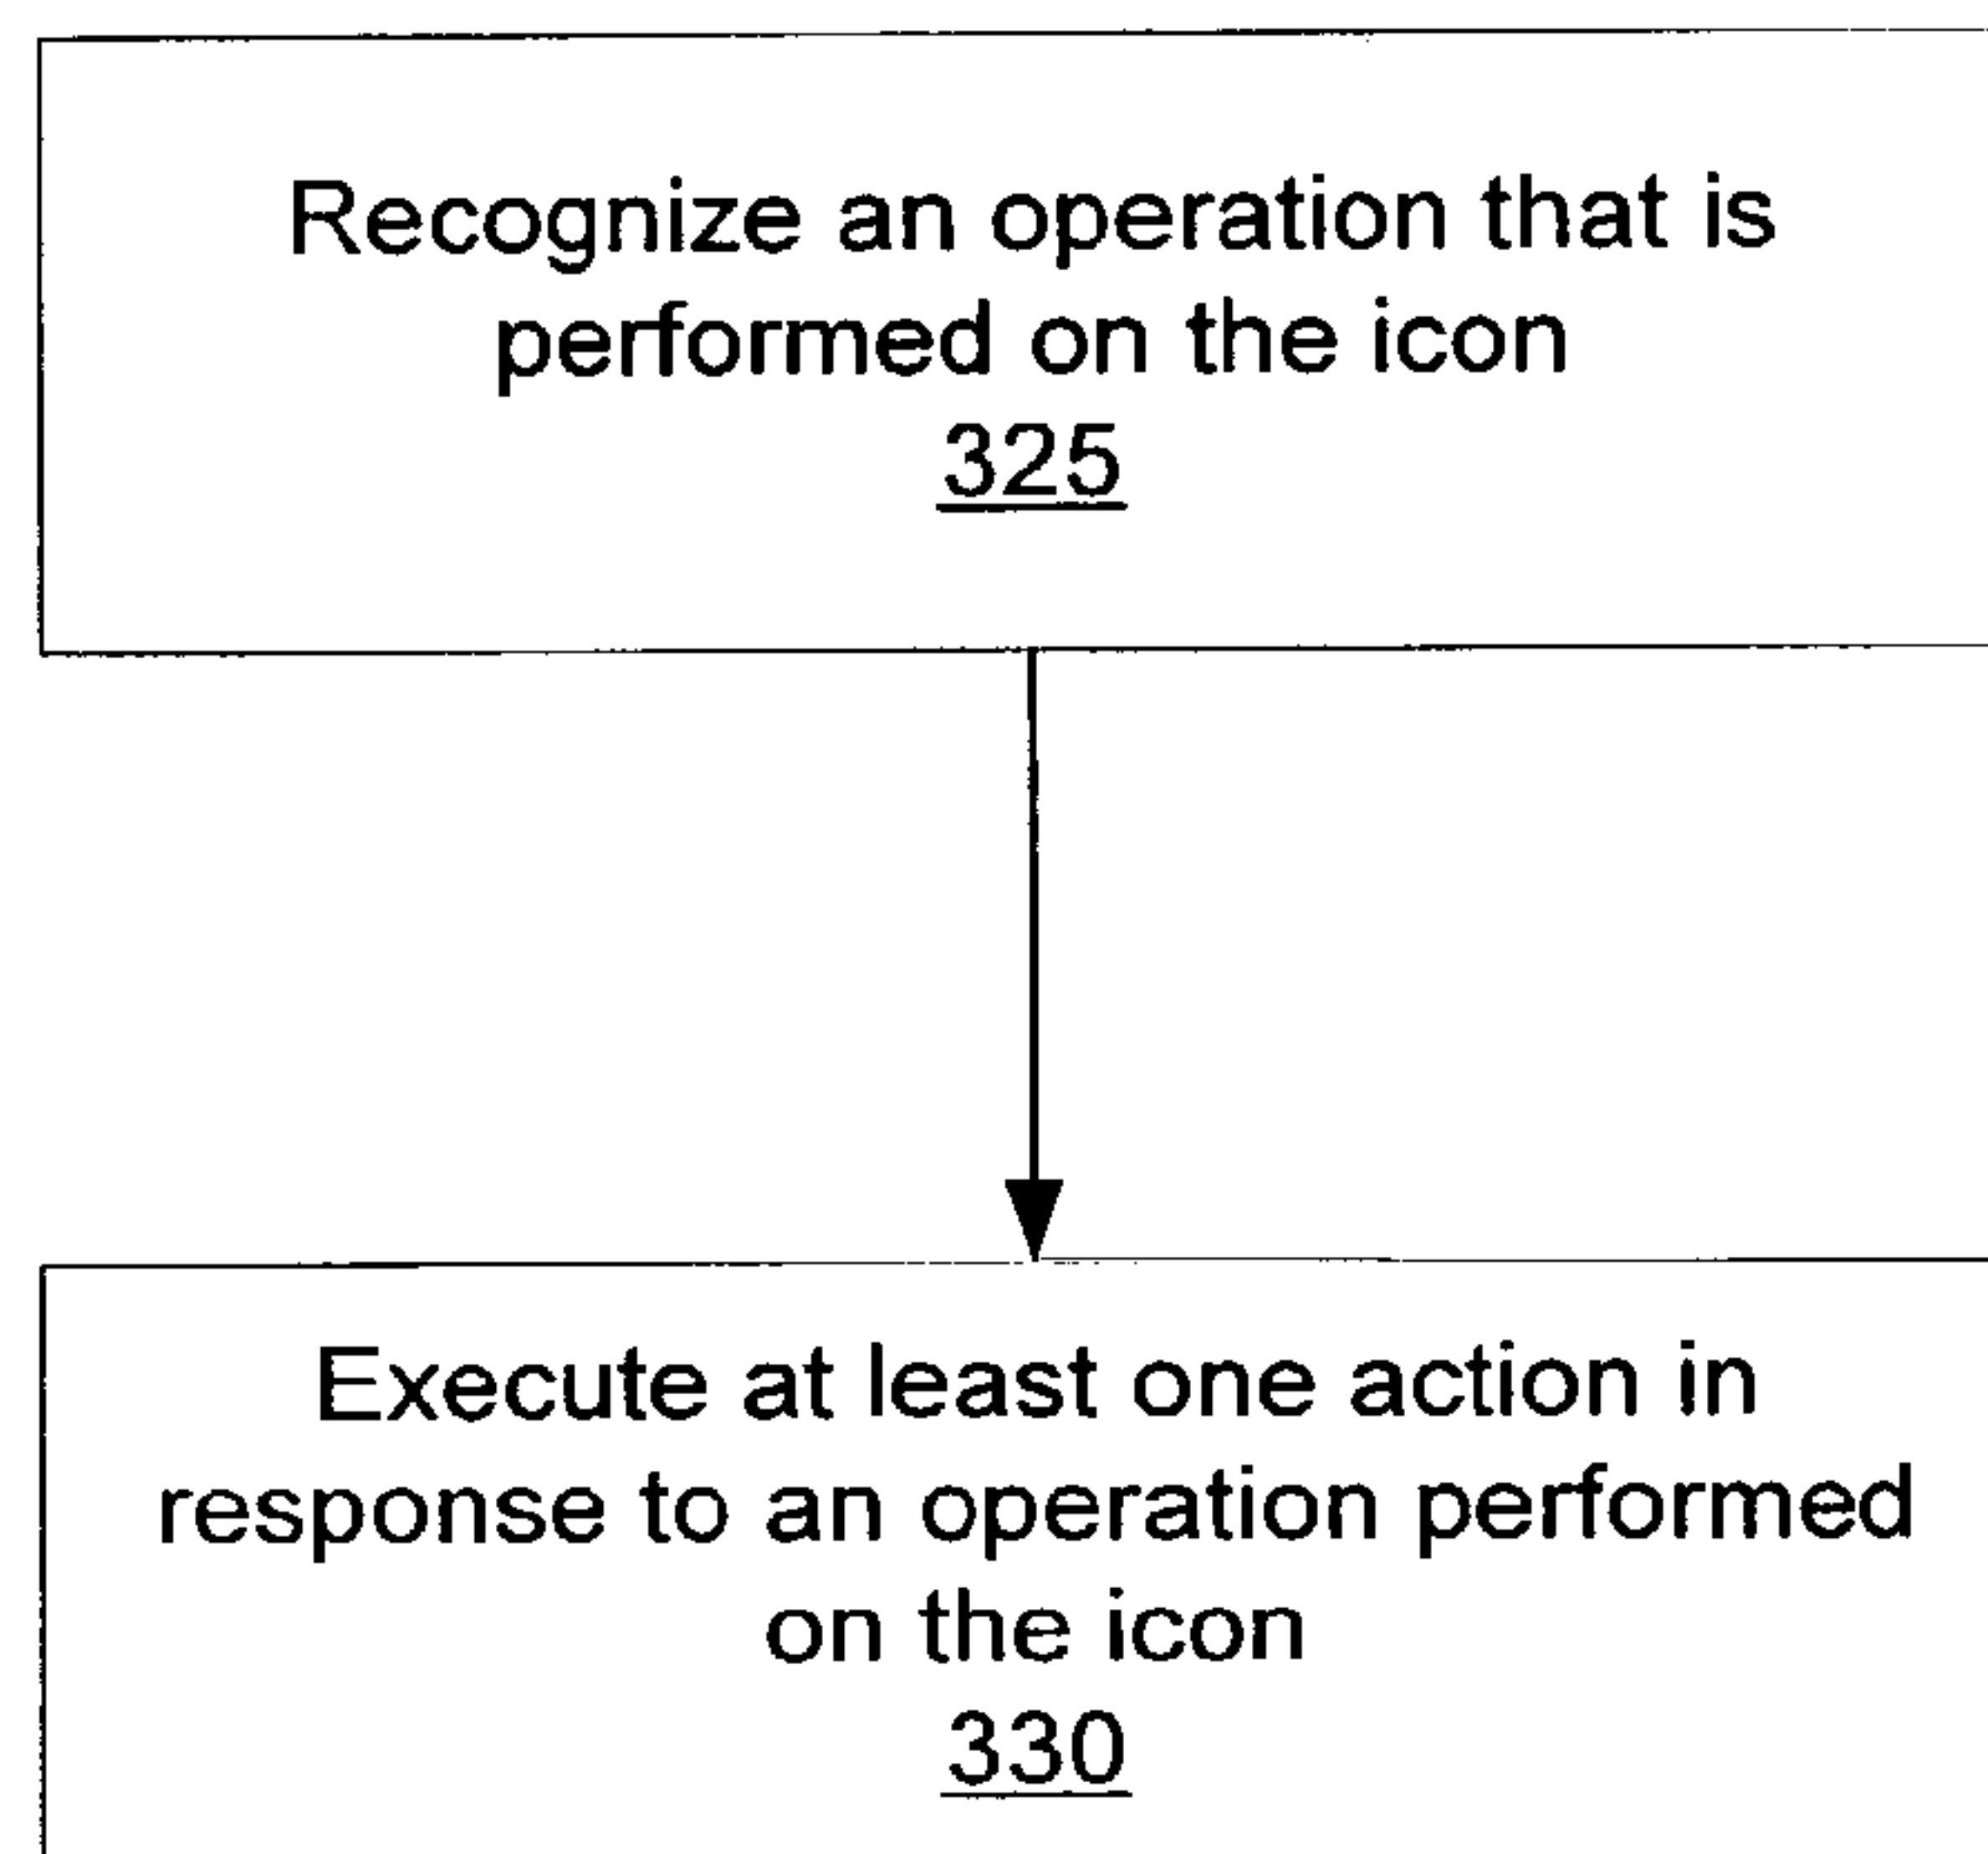 Recognize an operation that is
performed on the icon
325
Execute at least one action in
response to an operation performed
on the icon
330